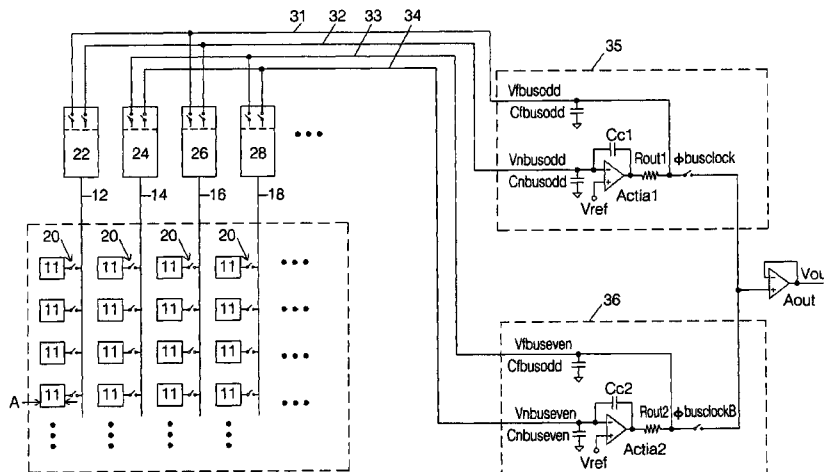 31
32
33
34
35
Vfbusodd
Cfbusodd
22
24
26
28
Cc1
Vnbusodd
Rout1
ϕbusclock
Cnbusodd
Actia1
Vref
12
14
16
18
20
20
20
20
11
11
11
11
11
11
11
11
11
11
11
11
A
11
11
11
11
Vou
Aout
36
Vfbuseven
Cfbusodd
Cc2
Vnbuseven
Rout2
ϕbusclockB
Cnbuseven
Actia2
Vref